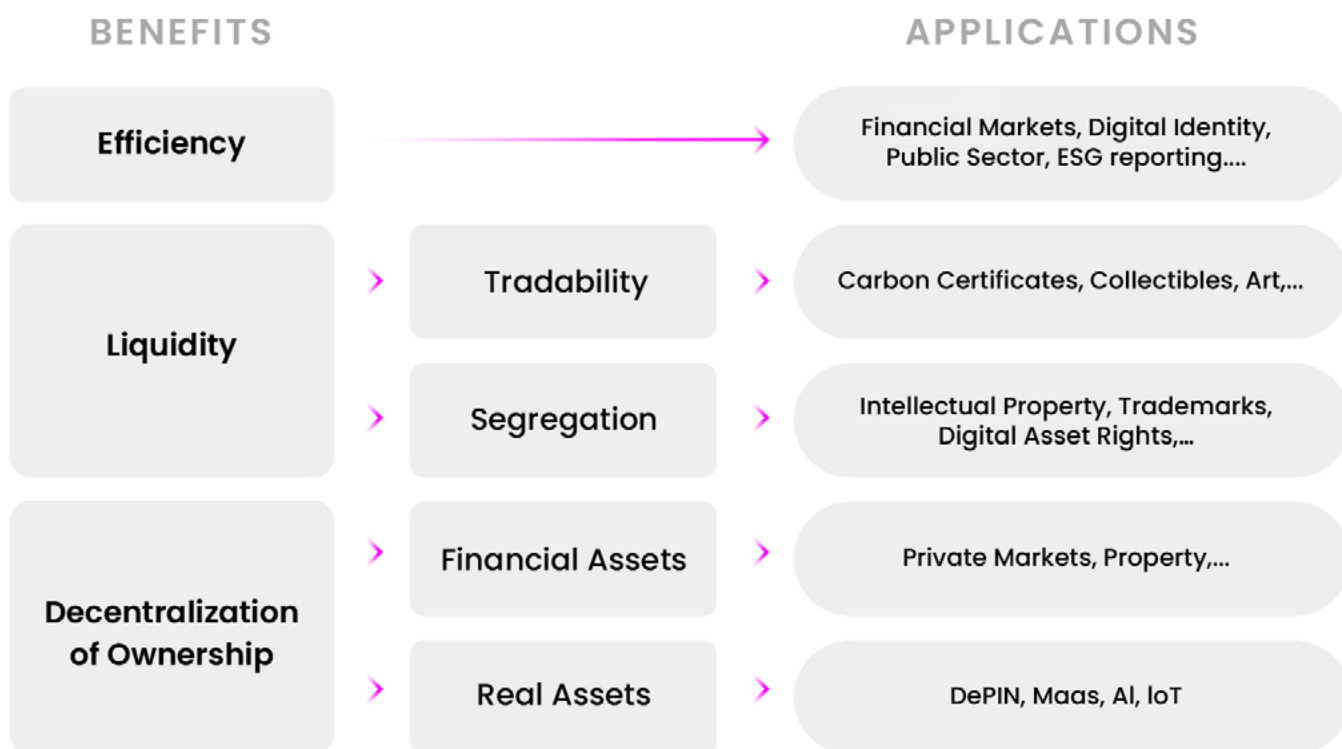 BENEFITS
APPLICATIONS
Efficiency
Financial Markets, Digital Identity,
Public Sector, ESG reporting....
Liquidity
Tradability
Carbon Certificates, Collectibles, Art,...
Segregation
Intellectual Property, Trademarks,
Digital Asset Rights,...
Decentralization
of Ownership
Financial Assets
Private Markets, Property,...
Real Assets
DePIN, Maas, AI, IoT